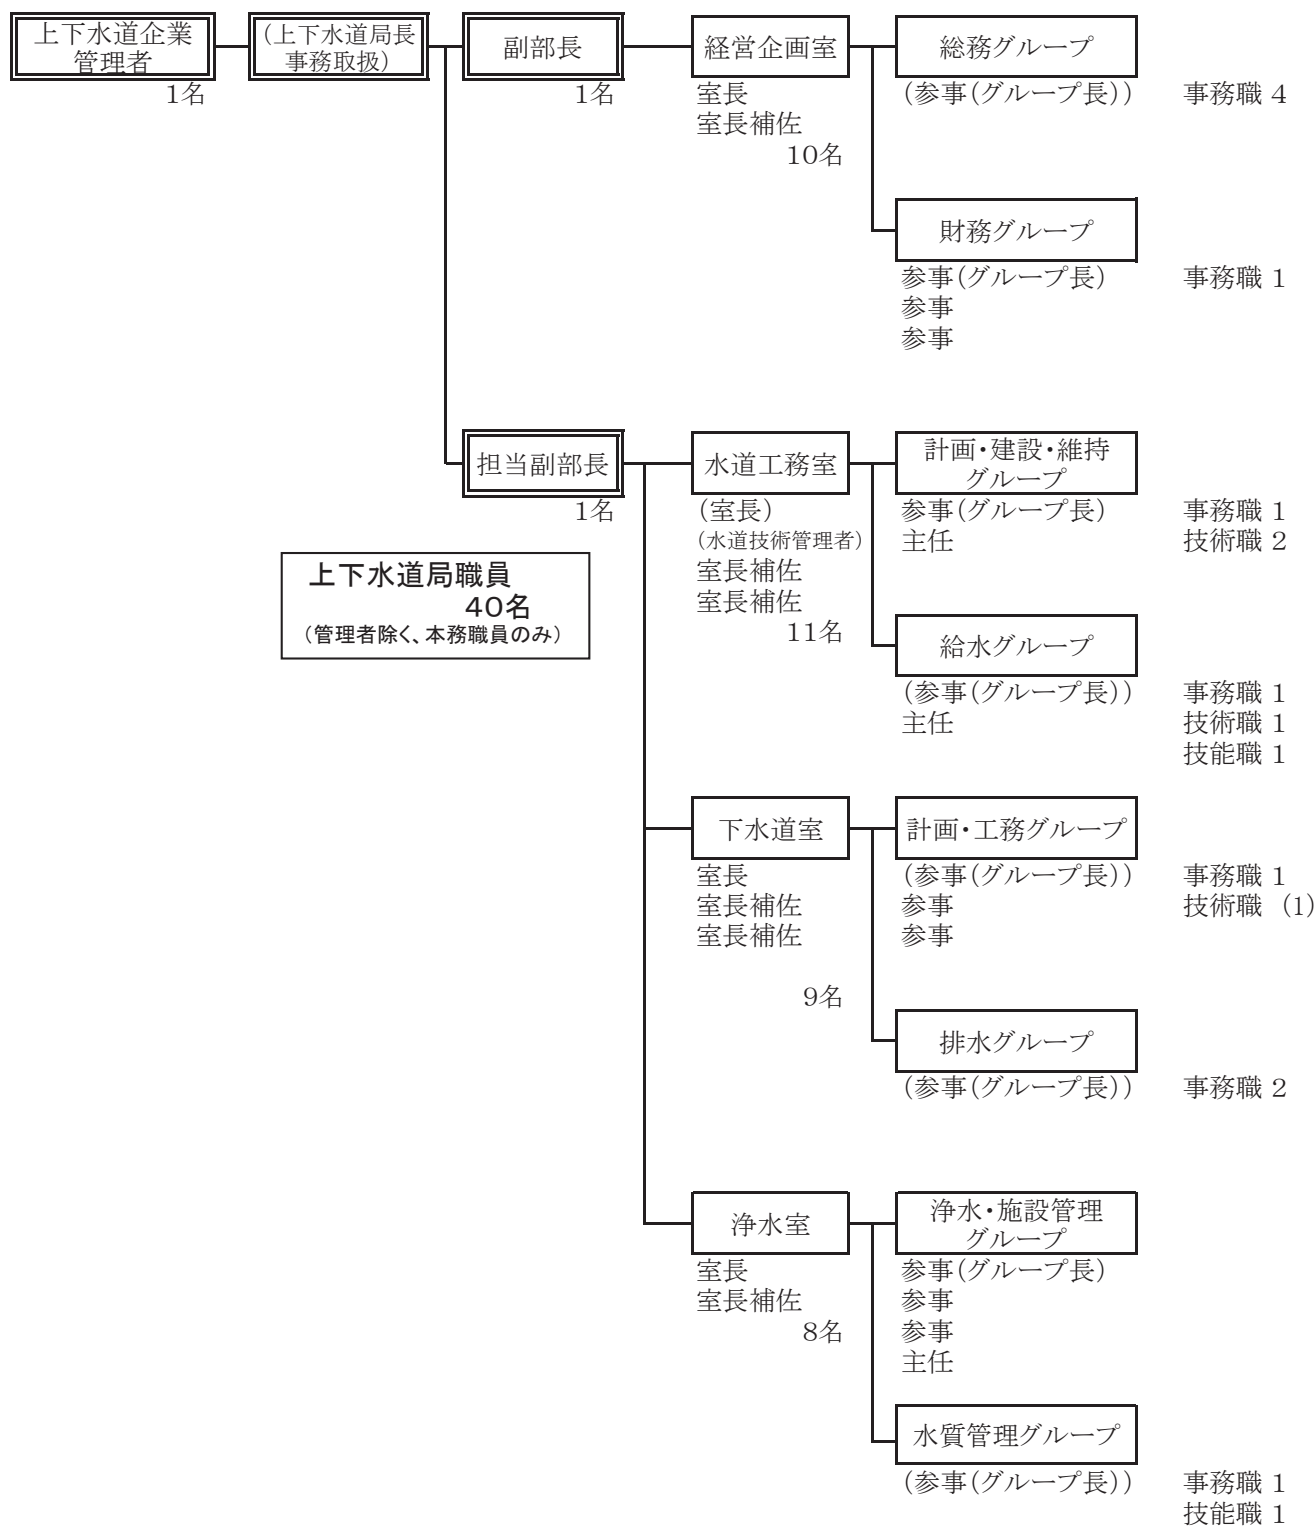 上下水道企業
管理者
1名
(上下水道局長
事務取扱)
副部長
1名
経営企画室
室長
室長補佐
10名
総務グループ
(参事(グループ長)) 事務職 4
財務グループ
参事(グループ長) 事務職 1
参事
参事
担当副部長
1名
上下水道局職員
40名
(管理者除く、本務職員のみ)
水道工務室
(室長)
(水道技術管理者)
室長補佐
室長補佐
11名
計画・建設・維持
グループ
参事(グループ長) 事務職 1
主任 技術職 2
給水グループ
(参事(グループ長)) 事務職 1
主任 技術職 1
技能職 1
下水道室
室長
室長補佐
室長補佐
9名
計画・工務グループ
(参事(グループ長)) 事務職 1
参事 技術職 (1)
参事
排水グループ
(参事(グループ長)) 事務職 2
浄水室
室長
室長補佐
8名
浄水・施設管理
グループ
参事(グループ長)
参事
参事
主任
水質管理グループ
(参事(グループ長)) 事務職 1
技能職 1